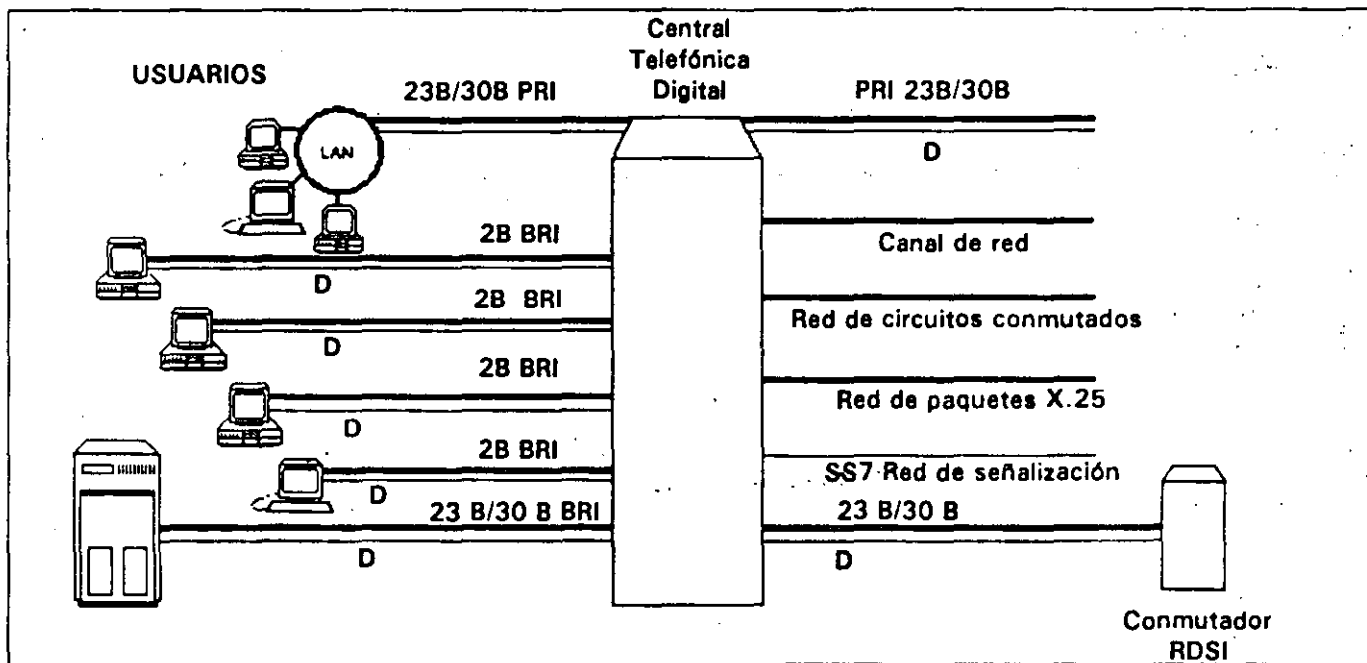 Central
Telefónica
Digital
USUARIOS
23B/30B PRI
PRI 23B/30B
LAN
D
2B BRI
Canal de red
D
2B BRI
Red de circuitos conmutados
D
2B BRI
Red de paquetes X.25
D
2B BRI
SS7 Red de señalización
D
23 B/30 B BRI
23 B/30 B
D
D
Conmutador
RDSI